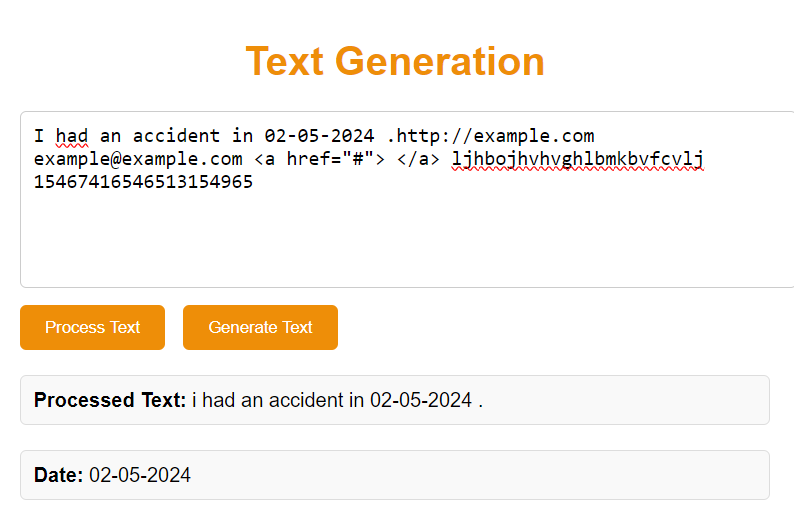 Text Generation
I had an accident in 02-05-2024 .http://example.com
example@example.com <a href="#"> </a> ljhbojhvhvghlbmkbvfcvlj
15467416546513154965
Process Text Generate Text
Processed Text: i had an accident in 02-05-2024 .
Date: 02-05-2024